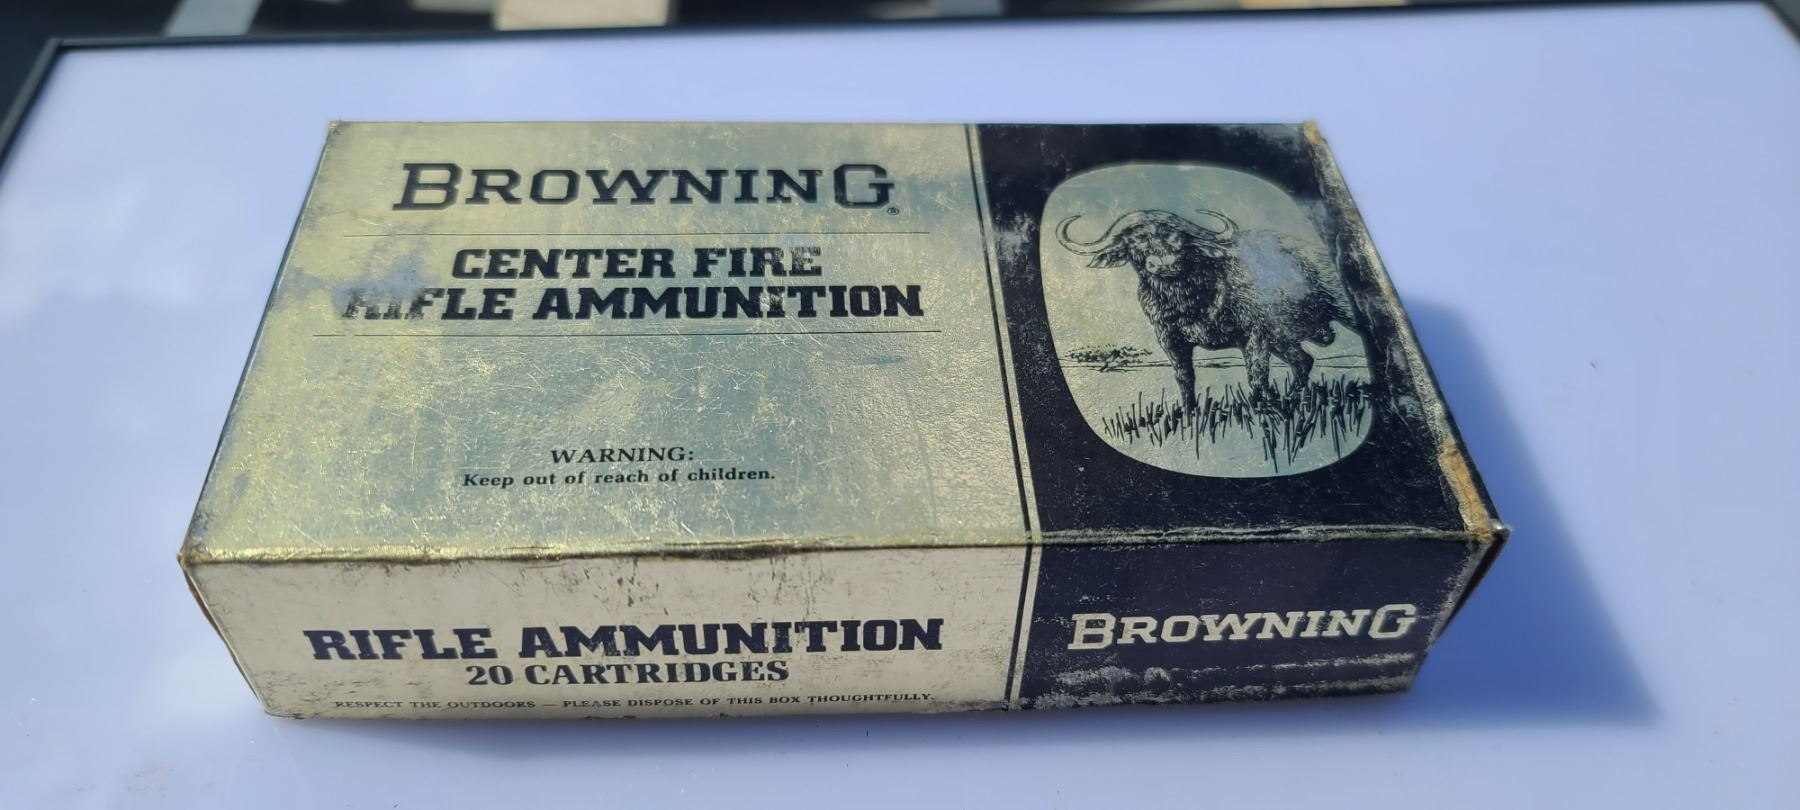 BROWNING®
CENTER FIRE
RIFLE AMMUNITION
WARNING:
Keep out of reach of children.
RIFLE AMMUNITION
20 CARTRIDGES
RESPECT THE OUTDOORS — PLEASE DISPOSE OF THIS BOX THOUGHTFULLY.
BROWNING